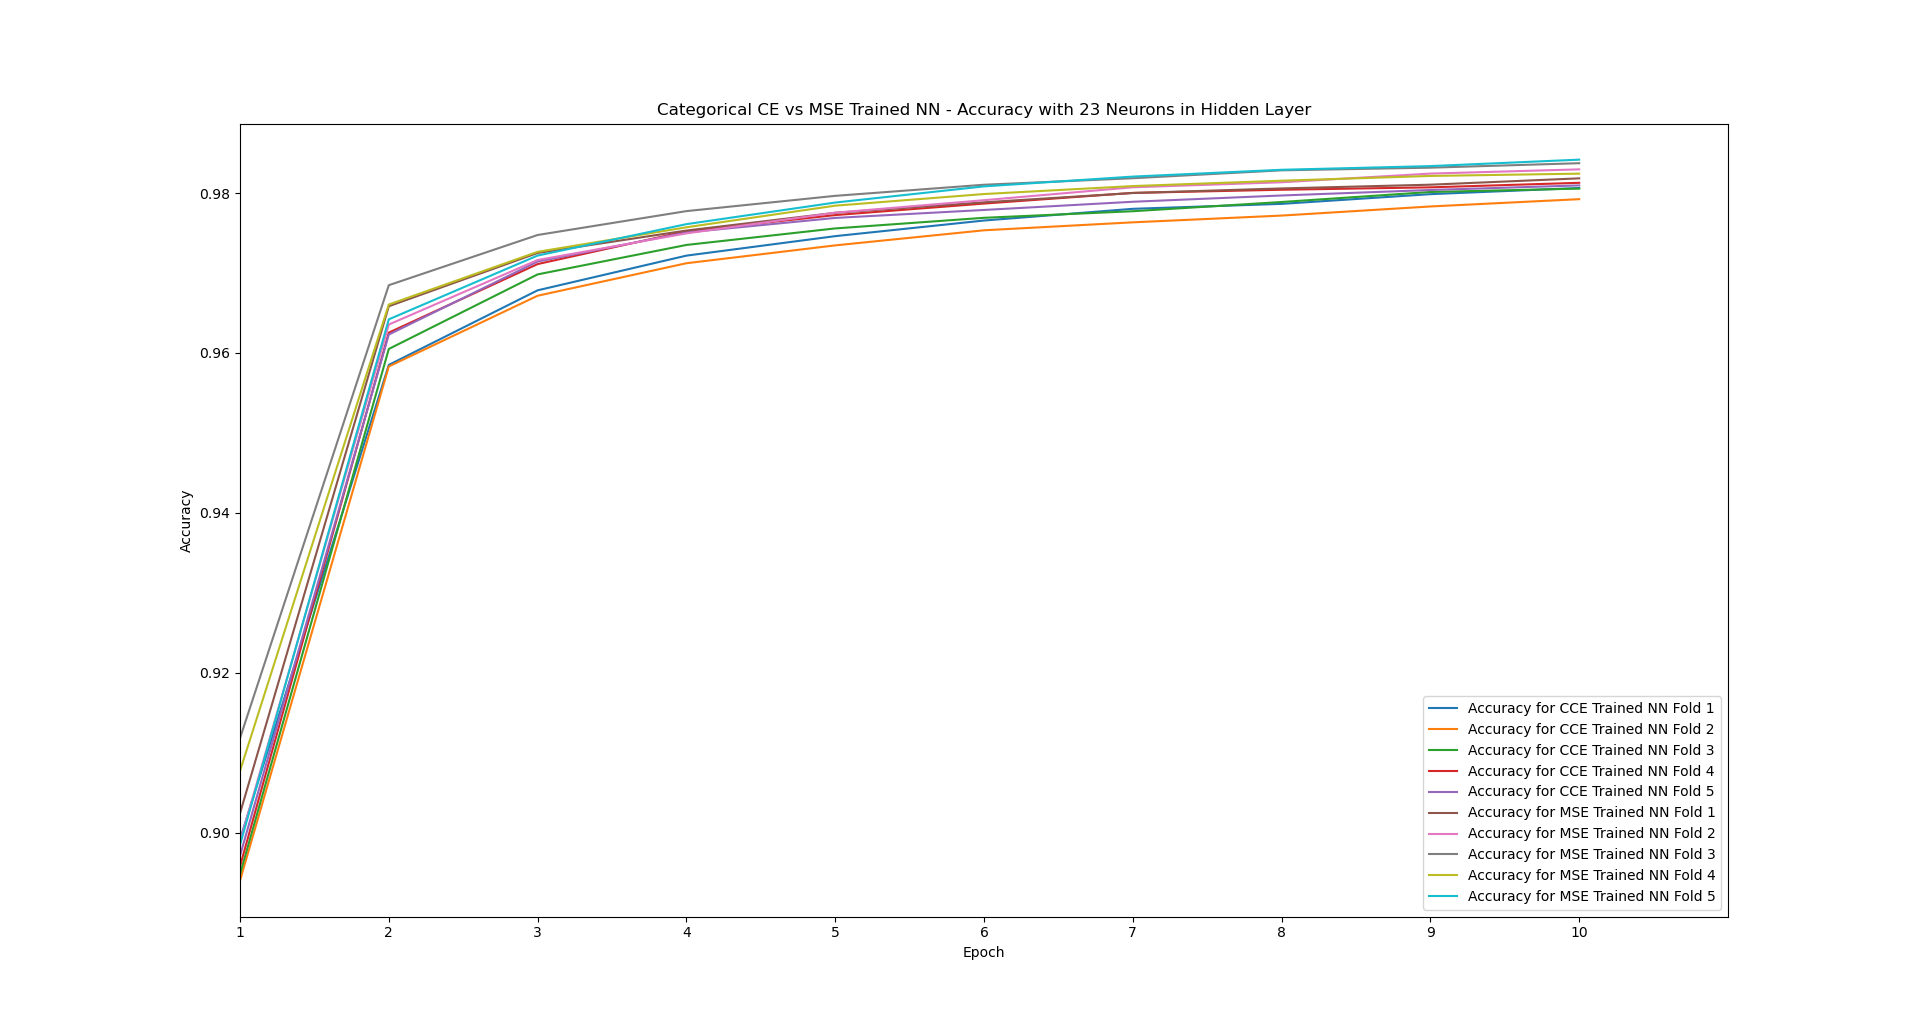 Categorical CE vs MSE Trained NN - Accuracy with 23 Neurons in Hidden Layer
Accuracy
0.98
0.96
0.94
0.92
0.90
1 2 3 4 5 6 7 8 9 10
Epoch
Accuracy for CCE Trained NN Fold 1
Accuracy for CCE Trained NN Fold 2
Accuracy for CCE Trained NN Fold 3
Accuracy for CCE Trained NN Fold 4
Accuracy for CCE Trained NN Fold 5
Accuracy for MSE Trained NN Fold 1
Accuracy for MSE Trained NN Fold 2
Accuracy for MSE Trained NN Fold 3
Accuracy for MSE Trained NN Fold 4
Accuracy for MSE Trained NN Fold 5